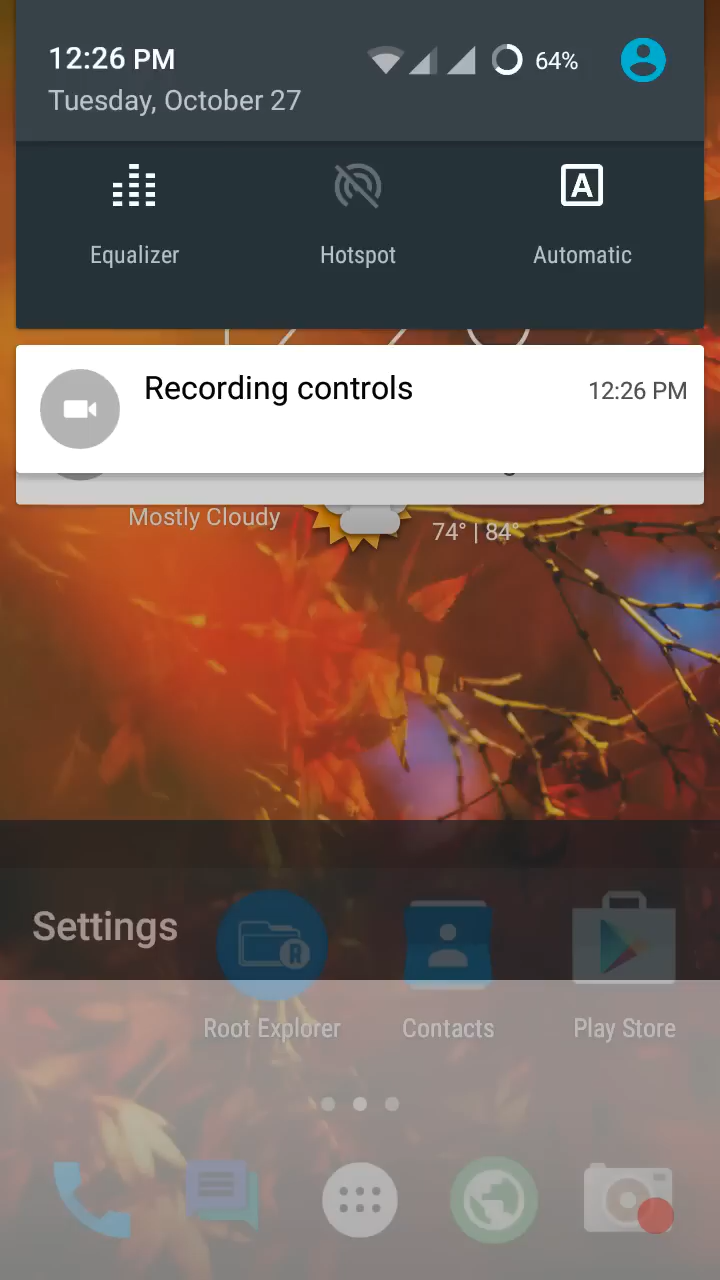 12:26 PM
64%
Tuesday, October 27
A
Equalizer
Hotspot
Automatic
Recording controls
12:26 PM
Mostly Cloudy
74° | 84°
Settings
R
Root Explorer
Contacts
Play Store